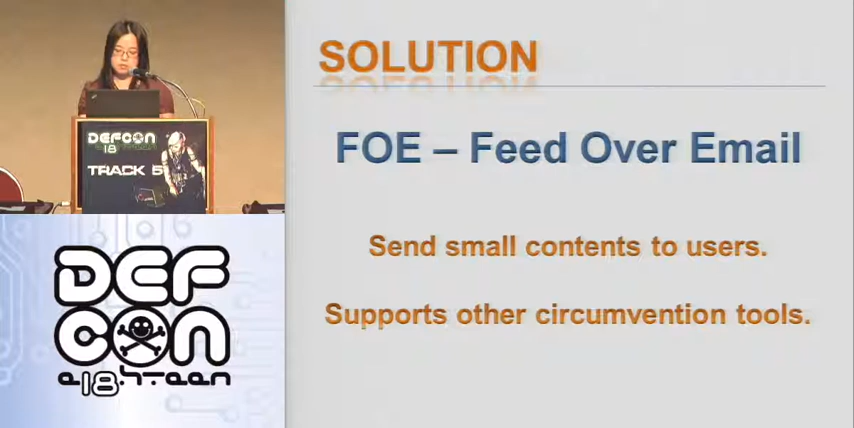 DEFCON
18
TRACK 5
DEF
CON
e18hteen
SOLUTION
FOE – Feed Over Email
Send small contents to users.
Supports other circumvention tools.